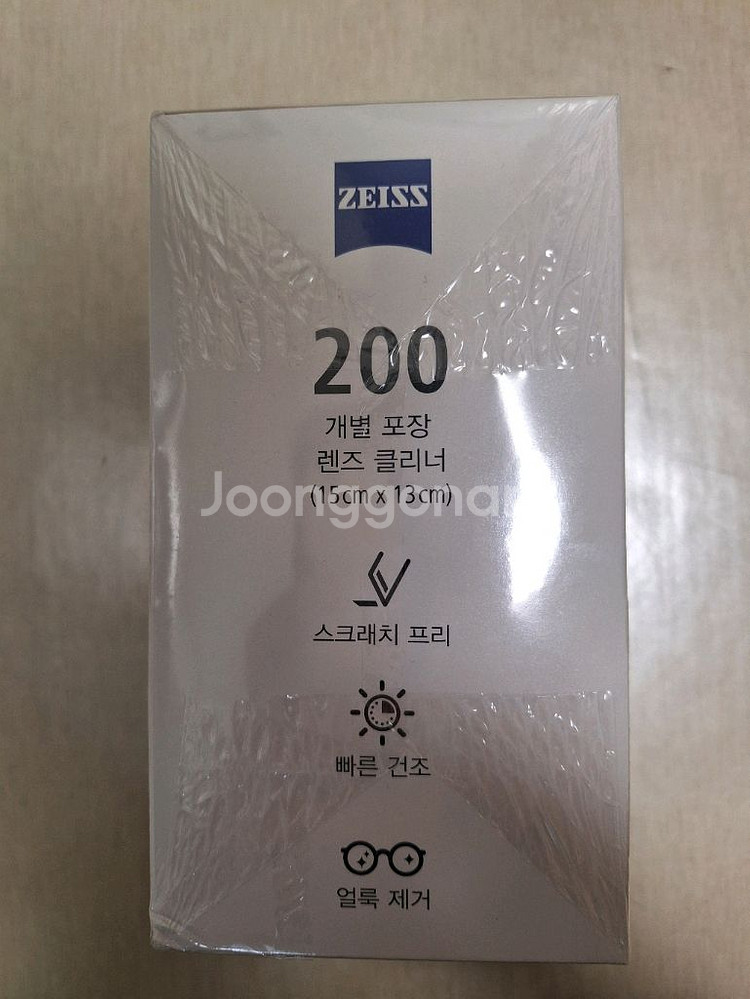 ZEISS
200
개별 포장
렌즈 클리너
(15cm x 13cm)
스크래치 프리
빠른 건조
얼룩 제거